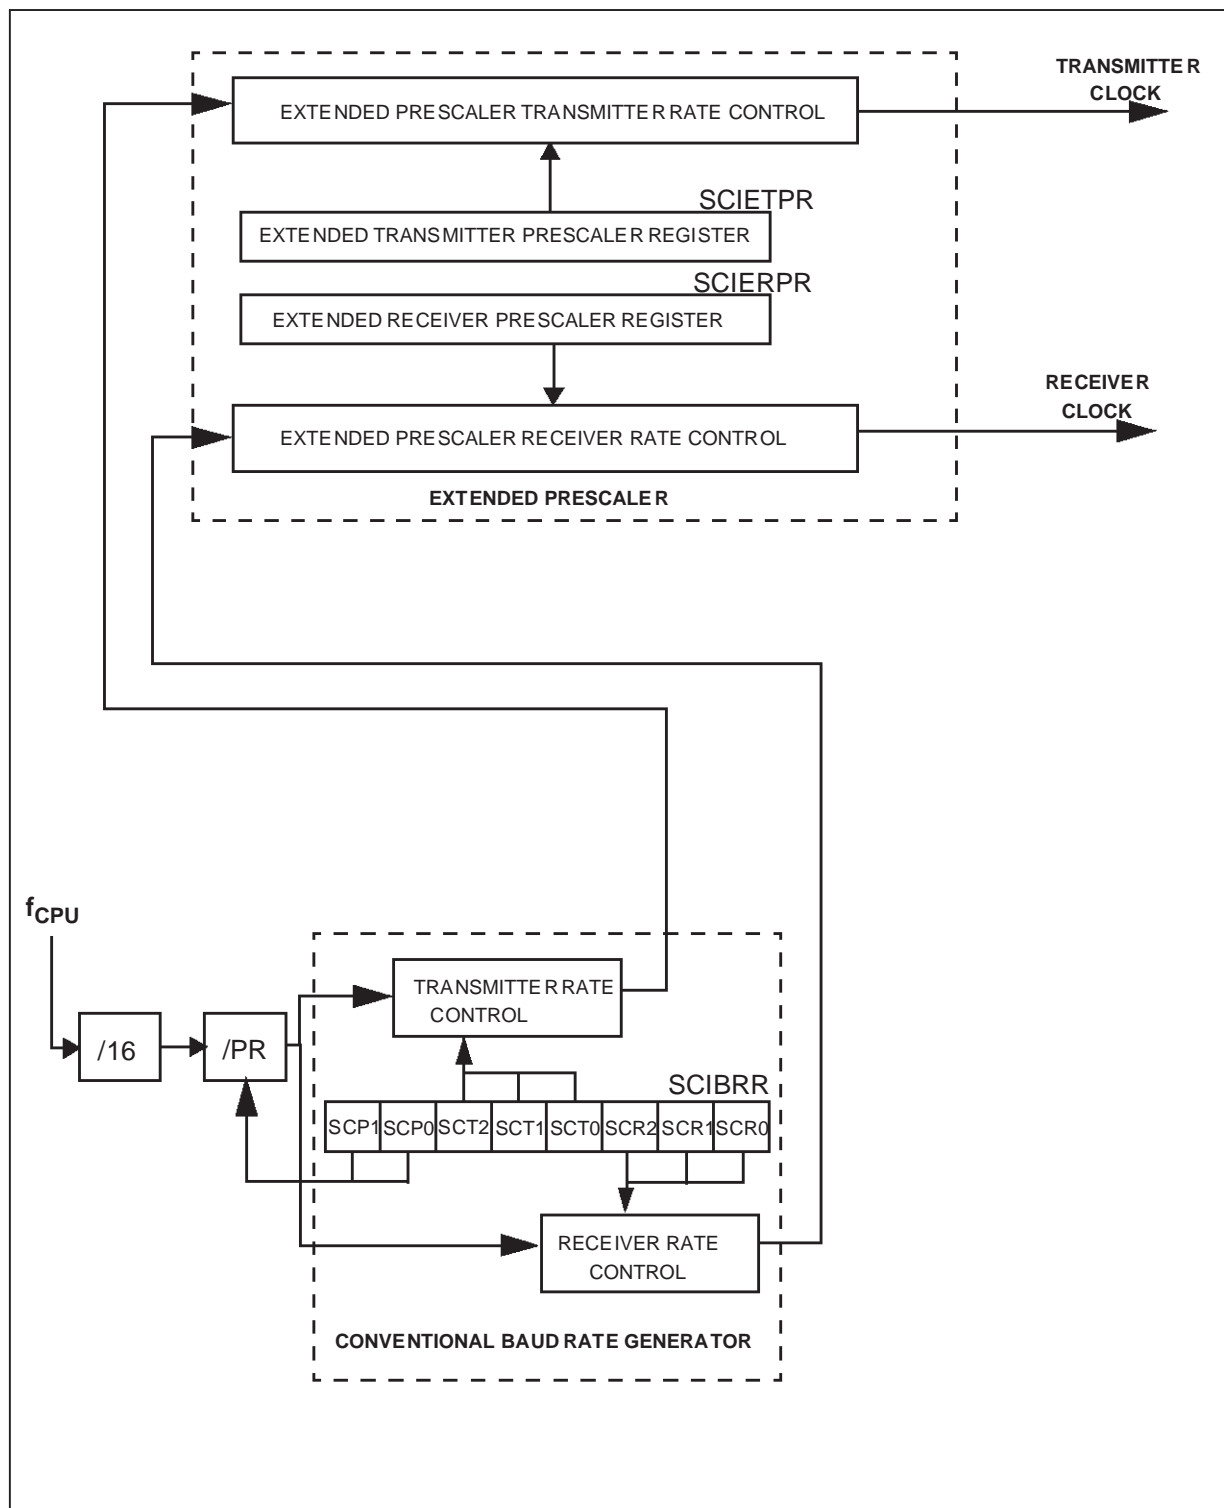 TRANSMITTER
CLOCK
EXTENDED PRESCALER TRANSMITTER RATE CONTROL
SCIETPR
EXTENDED TRANSMITTER PRESCALER REGISTER
SCIERPR
EXTENDED RECEIVER PRESCALER REGISTER
RECEIVER
CLOCK
EXTENDED PRESCALER RECEIVER RATE CONTROL
EXTENDED PRESCALER
fCPU
TRANSMITTER RATE
CONTROL
/16
/PR
SCIBRR
SCP1 SCP0 SCT2 SCT1 SCT0 SCR2 SCR1 SCR0
RECEIVER RATE
CONTROL
CONVENTIONAL BAUD RATE GENERATOR